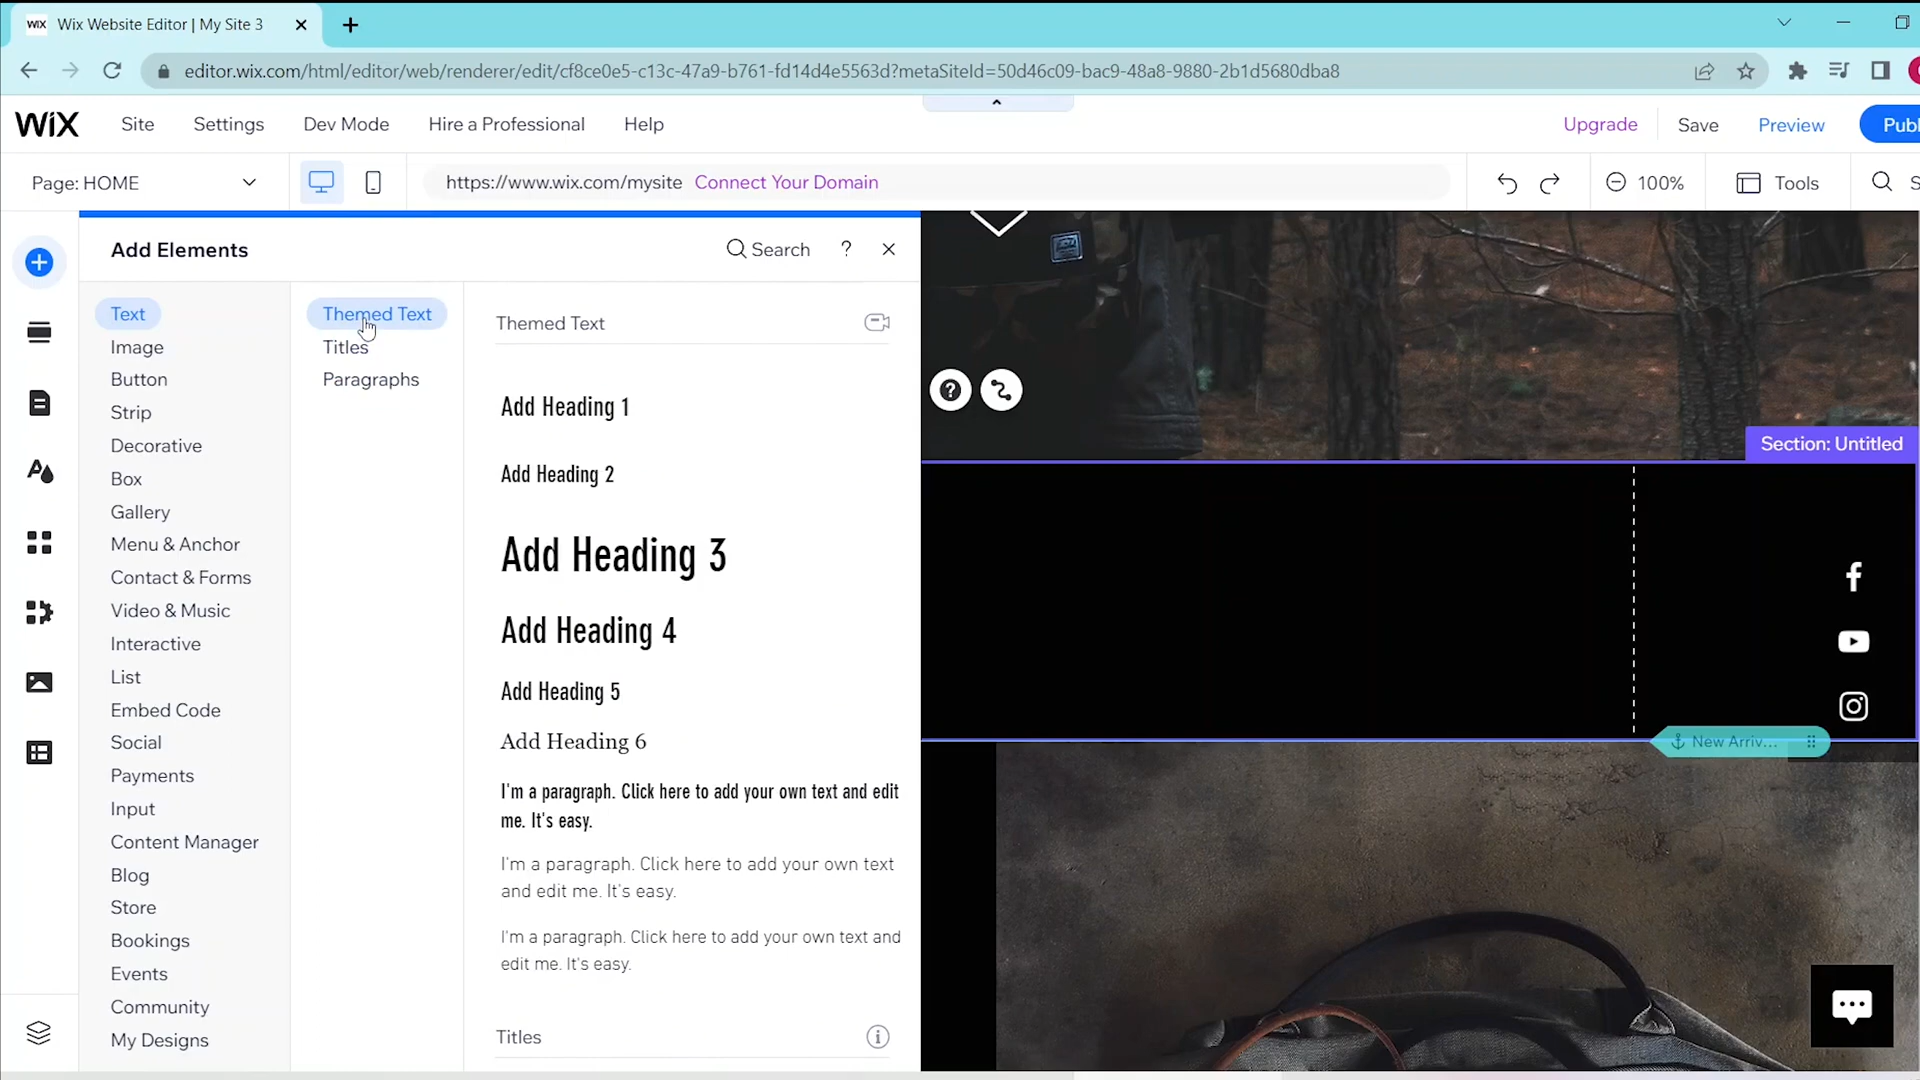 WiX Wix Website Editor | My Site 3
editor.wix.com/html/editor/web/renderer/edit/cf8ce0e5-c13c-47a9-b761-fd14d4e5563d?metaSiteId=50d46c09-bac9-48a8-9880-2b1d5680dba8
WiX Site Settings Dev Mode Hire a Professional Help Upgrade Save Preview Publ
Page: HOME https://www.wix.com/mysite Connect Your Domain 100% Tools S
Add Elements Search ?
Text
Image
Button
Strip
Decorative
Box
Gallery
Menu & Anchor
Contact & Forms
Video & Music
Interactive
List
Embed Code
Social
Payments
Input
Content Manager
Blog
Store
Bookings
Events
Community
My Designs
Themed Text
Titles
Paragraphs
Themed Text
Add Heading 1
Add Heading 2
Add Heading 3
Add Heading 4
Add Heading 5
Add Heading 6
I'm a paragraph. Click here to add your own text and edit
me. It's easy.
I'm a paragraph. Click here to add your own text
and edit me. It's easy.
I'm a paragraph. Click here to add your own text and
edit me. It's easy.
Titles
Section: Untitled
New Arriv...